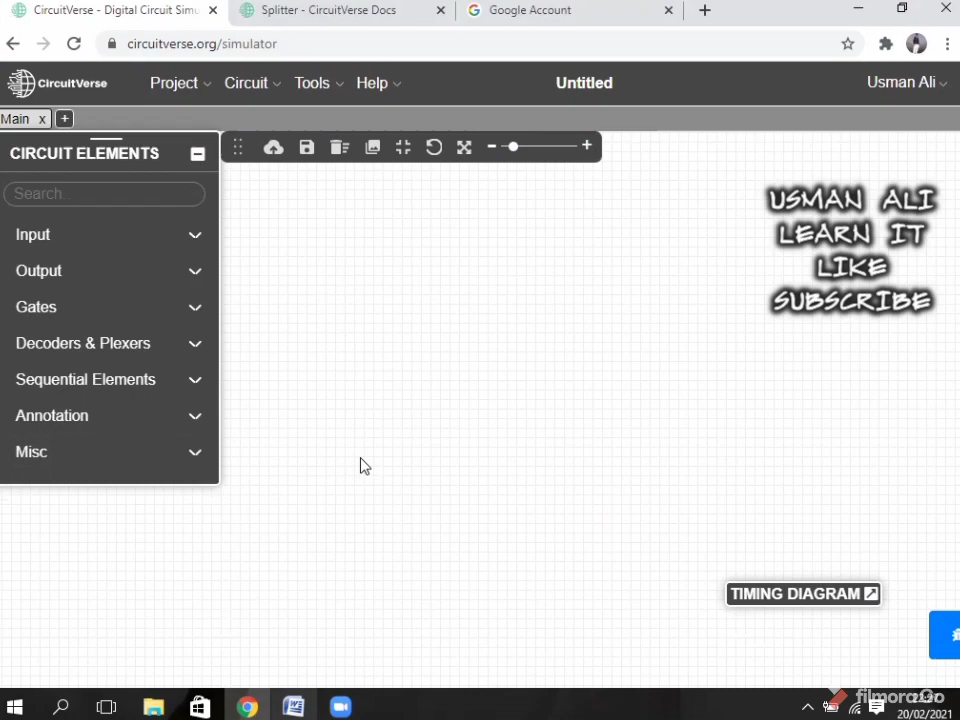 CircuitVerse - Digital Circuit Simu
Splitter - CircuitVerse Docs
Google Account
circuitverse.org/simulator
CircuitVerse
Project
Circuit
Tools
Help
Untitled
Usman Ali
Main x
CIRCUIT ELEMENTS
Search..
Input
Output
Gates
Decoders & Plexers
Sequential Elements
Annotation
Misc
USMAN ALI
LEARN IT
LIKE
SUBSCRIBE
TIMING DIAGRAM
filmora
20/02/2021